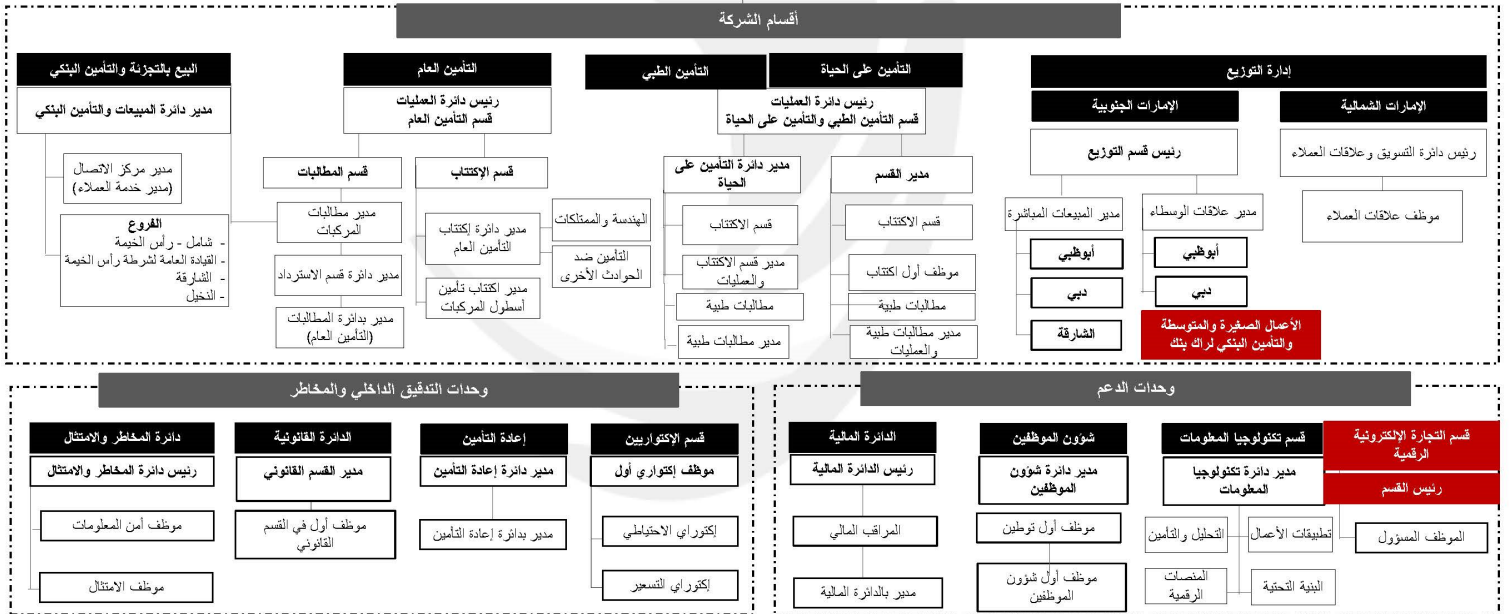 أقسام الشركة
إدارة التوزيع
الإمارات الشمالية
رئيس دائرة التسويق وعلاقات العملاء
موظف علاقات العملاء
الإمارات الجنوبية
رئيس قسم التوزيع
مدير علاقات الوسطاء
أبوظبي
دبي
الأعمال الصغيرة والمتوسطة
والتأمين البنكي لراك بنك
مدير المبيعات المباشرة
أبوظبي
دبي
الشارقة
التأمين على الحياة
التأمين الطبي
رئيس دائرة العمليات
قسم التأمين الطبي والتأمين على الحياة
مدير القسم
قسم الاكتتاب
موظف أول اكتتاب
مطالبات طبية
مدير مطالبات طبية
والعمليات
مدير دائرة التأمين على
الحياة
قسم الاكتتاب
مدير قسم الاكتتاب
والعمليات
مطالبات طبية
مدير مطالبات طبية
التأمين العام
رئيس دائرة العمليات
قسم التأمين العام
قسم الإكتتاب
مدير دائرة إكتتاب
التأمين العام
الهندسة والممتلكات
التأمين ضد
الحوادث الأخرى
مدير اكتتاب تأمين
أسطول المركبات
قسم المطالبات
مدير مطالبات
المركبات
مدير دائرة قسم الاسترداد
مدير بدائرة المطالبات
(التأمين العام)
البيع بالتجزئة والتأمين البنكي
مدير دائرة المبيعات والتأمين البنكي
مدير مركز الاتصال
(مدير خدمة العملاء)
الفروع
- شامل - رأس الخيمة
- القيادة العامة لشرطة رأس الخيمة
- الشارقة
- النخيل
وحدات الدعم
قسم التجارة الإلكترونية
الرقمية
رئيس القسم
الموظف المسؤول
قسم تكنولوجيا المعلومات
مدير دائرة تكنولوجيا
المعلومات
تطبيقات الأعمال
التحليل والتأمين
البنية التحتية
المنصات
الرقمية
شؤون الموظفين
مدير دائرة شؤون
الموظفين
موظف أول توطين
موظف أول شؤون
الموظفين
الدائرة المالية
رئيس الدائرة المالية
المراقب المالي
مدير بالدائرة المالية
وحدات التدقيق الداخلي والمخاطر
قسم الإكتواريين
موظف إكتواري أول
إكتوراي الاحتياطي
إكتوراي التسعير
إعادة التأمين
مدير دائرة إعادة التأمين
مدير بدائرة إعادة التأمين
الدائرة القانونية
مدير القسم القانوني
موظف أول في القسم
القانوني
دائرة المخاطر والامتثال
رئيس دائرة المخاطر والامتثال
موظف أمن المعلومات
موظف الامتثال